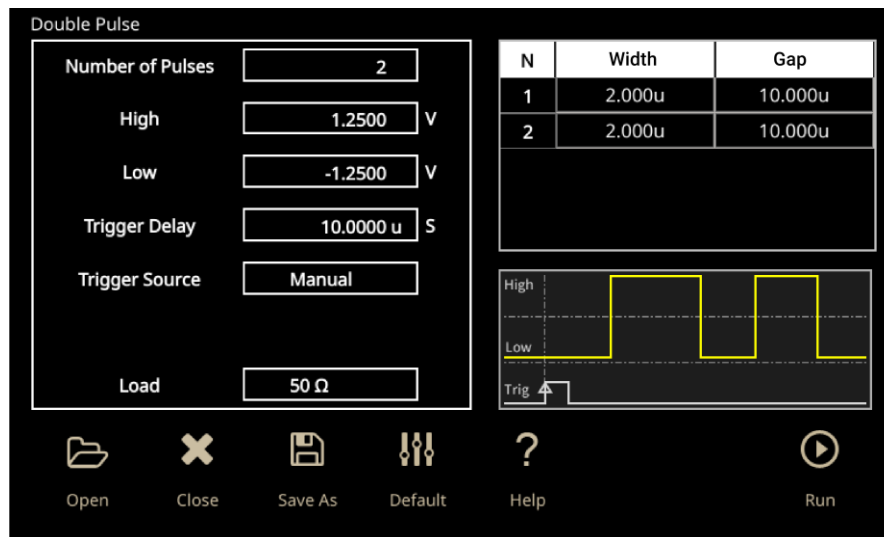 Double Pulse
Number of Pulses 2
High 1.2500 V
Low -1.2500 V
Trigger Delay 10.0000 u S
Trigger Source Manual
Load 50 Ω
N Width Gap
1 2.000u 10.000u
2 2.000u 10.000u
High
Low
Trig
Open Close Save As Default Help Run